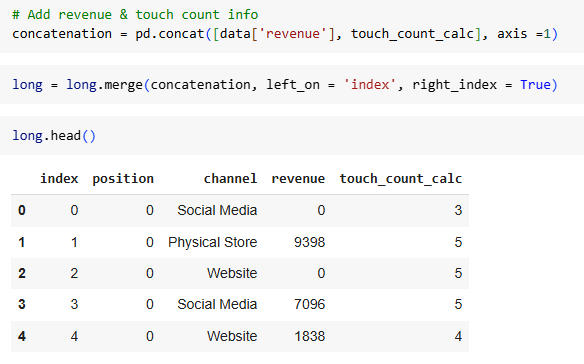 # Add revenue & touch count info
concatenation = pd.concat([data['revenue'], touch_count_calc], axis =1)
long = long.merge(concatenation, left_on = 'index', right_index = True)
long.head()
index position channel revenue touch_count_calc
0 0 0 Social Media 0 3
1 1 0 Physical Store 9398 5
2 2 0 Website 0 5
3 3 0 Social Media 7096 5
4 4 0 Website 1838 4